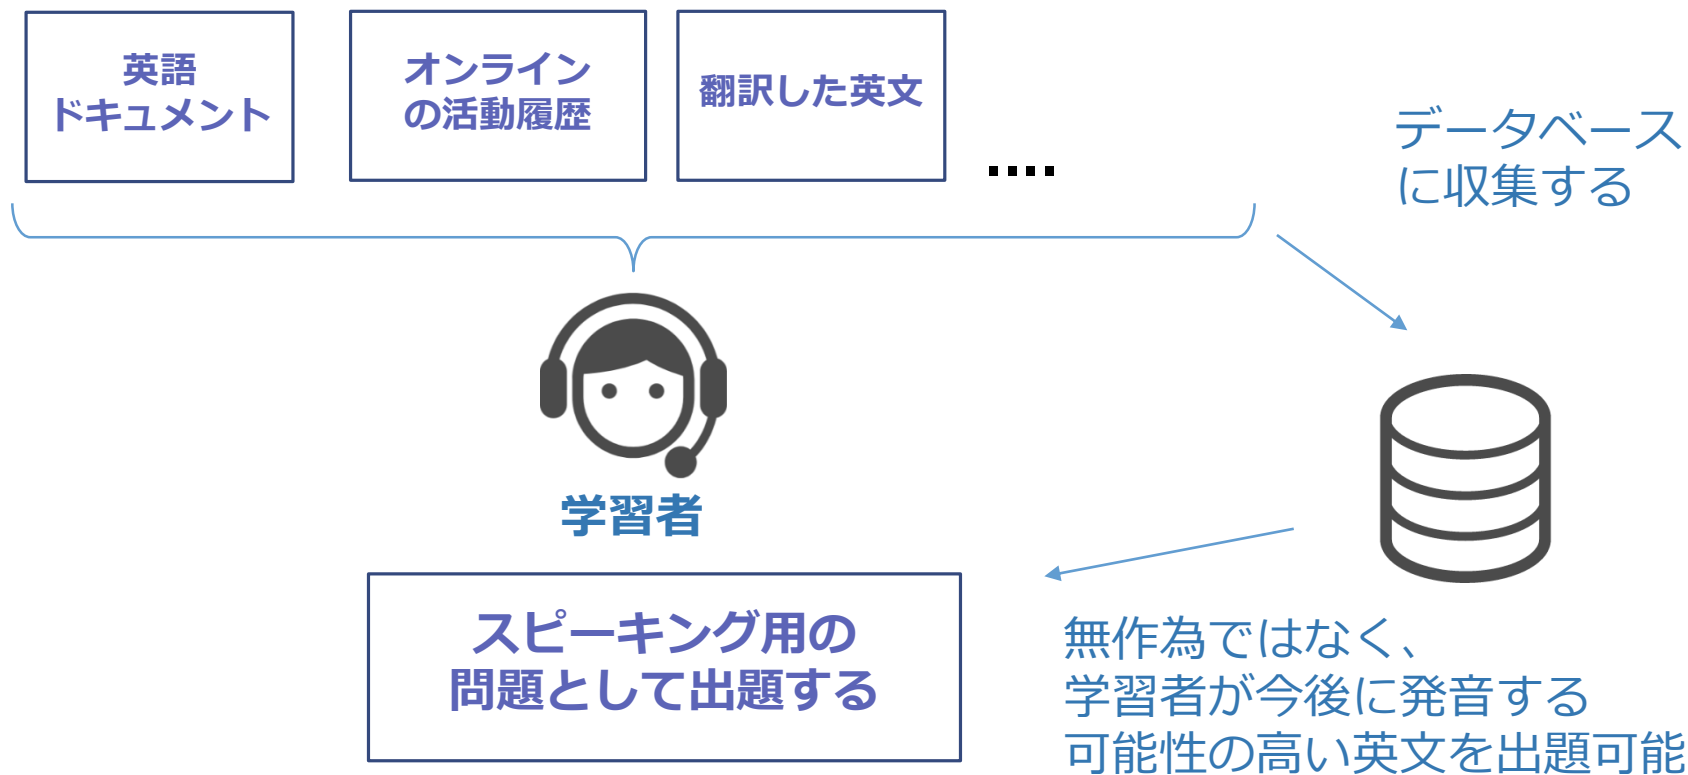 英語
ドキュメント
オンライン
の活動履歴
翻訳した英文
....
データベース
に収集する
学習者
スピーキング用の
問題として出題する
無作為ではなく、
学習者が今後に発音する
可能性の高い英文を出題可能